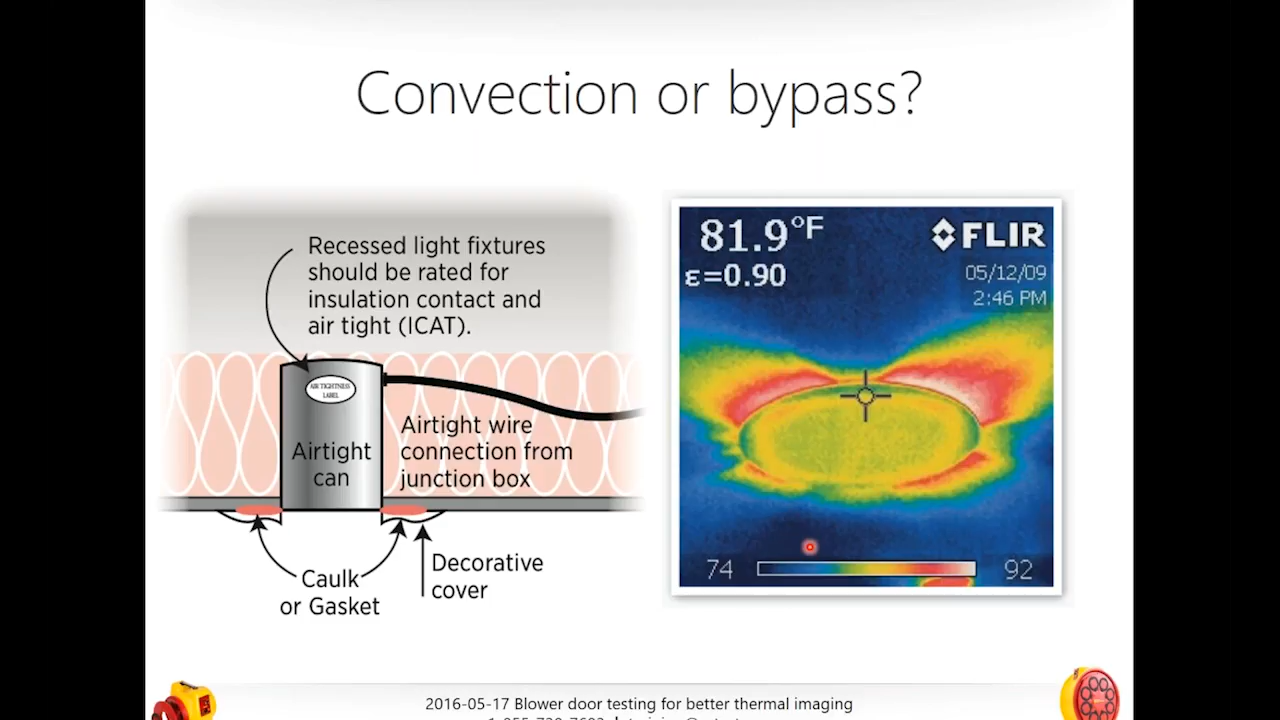 Convection or bypass?
Recessed light fixtures
should be rated for
insulation contact and
air tight (ICAT).
AIR TIGHTNESS
LABEL
Airtight
can
Airtight wire
connection from
junction box
Caulk
or Gasket
Decorative
cover
81.9°F
ε=0.90
FLIR
05/12/09
2:46 PM
74
92
2016-05-17 Blower door testing for better thermal imaging